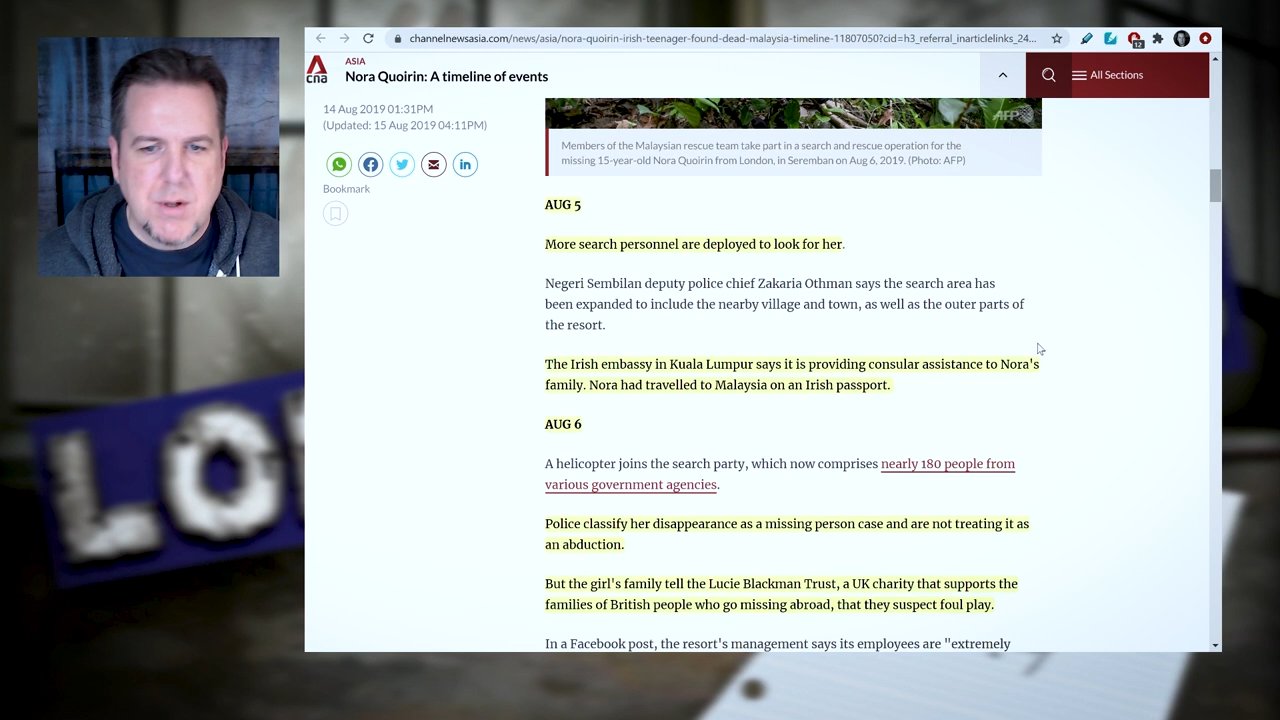 channelnewsasia.com/news/asia/nora-quoirin-irish-teenager-found-dead-malaysia-timeline-11807050?cid=h3_referral_inarticlelinks_24...
12
cna
ASIA
Nora Quoirin: A timeline of events
All Sections
14 Aug 2019 01:31PM
(Updated: 15 Aug 2019 04:11PM)
Bookmark
AFP
Members of the Malaysian rescue team take part in a search and rescue operation for the
missing 15-year-old Nora Quoirin from London, in Seremban on Aug 6, 2019. (Photo: AFP)
AUG 5
More search personnel are deployed to look for her.
Negeri Sembilan deputy police chief Zakaria Othman says the search area has
been expanded to include the nearby village and town, as well as the outer parts of
the resort.
The Irish embassy in Kuala Lumpur says it is providing consular assistance to Nora's
family. Nora had travelled to Malaysia on an Irish passport.
AUG 6
A helicopter joins the search party, which now comprises nearly 180 people from
various government agencies.
Police classify her disappearance as a missing person case and are not treating it as
an abduction.
But the girl's family tell the Lucie Blackman Trust, a UK charity that supports the
families of British people who go missing abroad, that they suspect foul play.
In a Facebook post, the resort's management says its employees are "extremely
LO